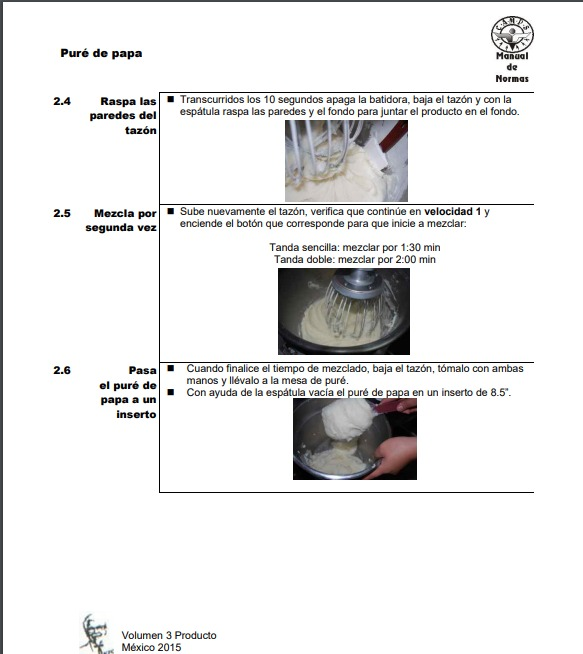 Puré de papa
CAMPS
Manual
de
Normas
2.4 Raspa las
paredes del
tazón
■ Transcurridos los 10 segundos apaga la batidora, baja el tazón y con la
espátula raspa las paredes y el fondo para juntar el producto en el fondo.
2.5 Mezcla por
segunda vez
■ Sube nuevamente el tazón, verifica que continúe en velocidad 1 y
enciende el botón que corresponde para que inicie a mezclar:
Tanda sencilla: mezclar por 1:30 min
Tanda doble: mezclar por 2:00 min
2.6 Pasa
el puré de
papa a un
inserto
■ Cuando finalice el tiempo de mezclado, baja el tazón, tómalo con ambas
manos y llévalo a la mesa de puré.
■ Con ayuda de la espátula vacía el puré de papa en un inserto de 8.5”.
Volumen 3 Producto
México 2015